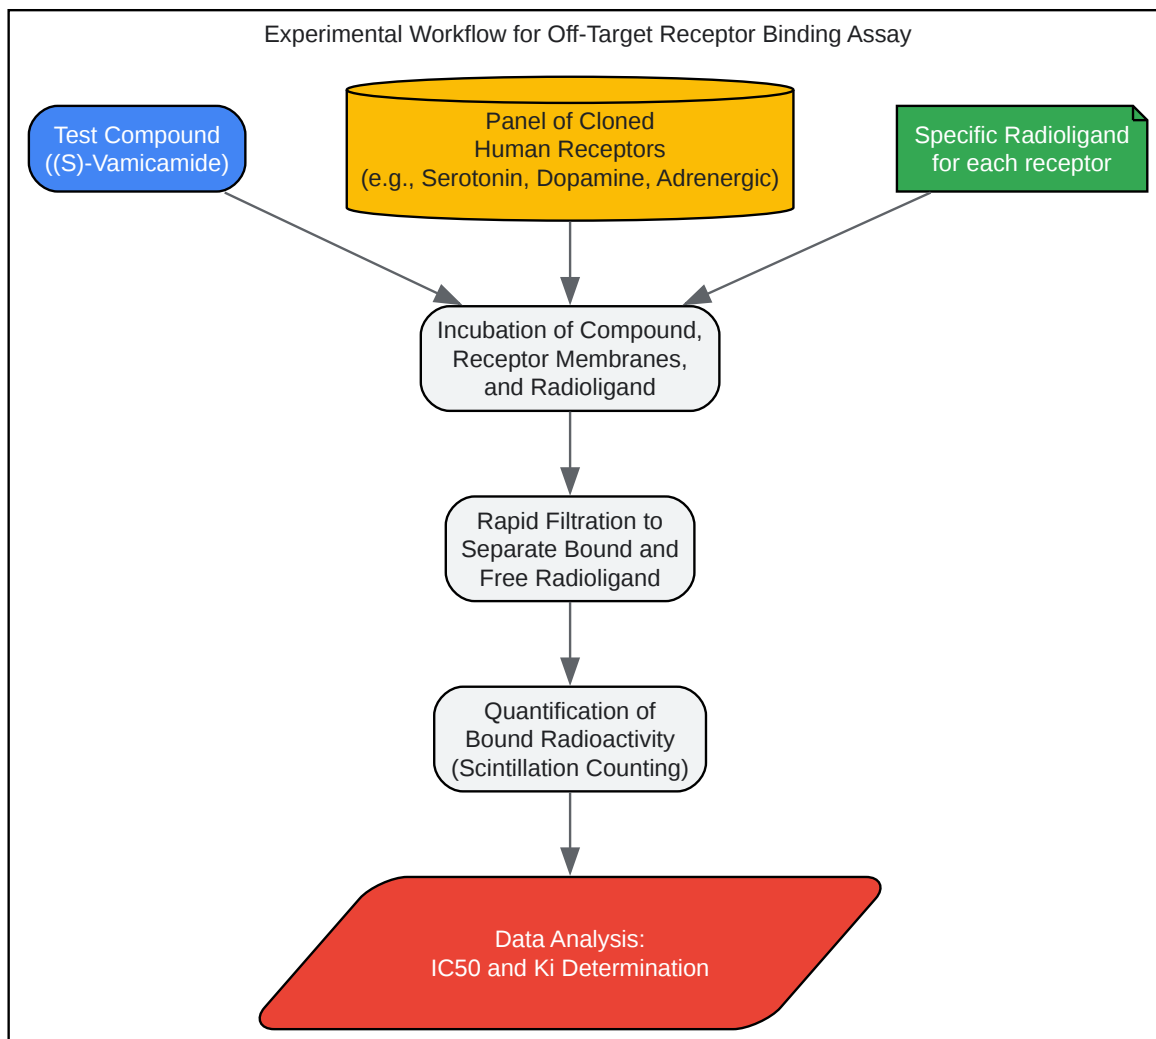 Experimental Workflow for Off-Target Receptor Binding Assay
Test Compound
((S)-Vamicamide)
Panel of Cloned
Human Receptors
(e.g., Serotonin, Dopamine, Adrenergic)
Specific Radioligand
for each receptor
Incubation of Compound,
Receptor Membranes,
and Radioligand
Rapid Filtration to
Separate Bound and
Free Radioligand
Quantification of
Bound Radioactivity
(Scintillation Counting)
Data Analysis:
IC50 and Ki Determination